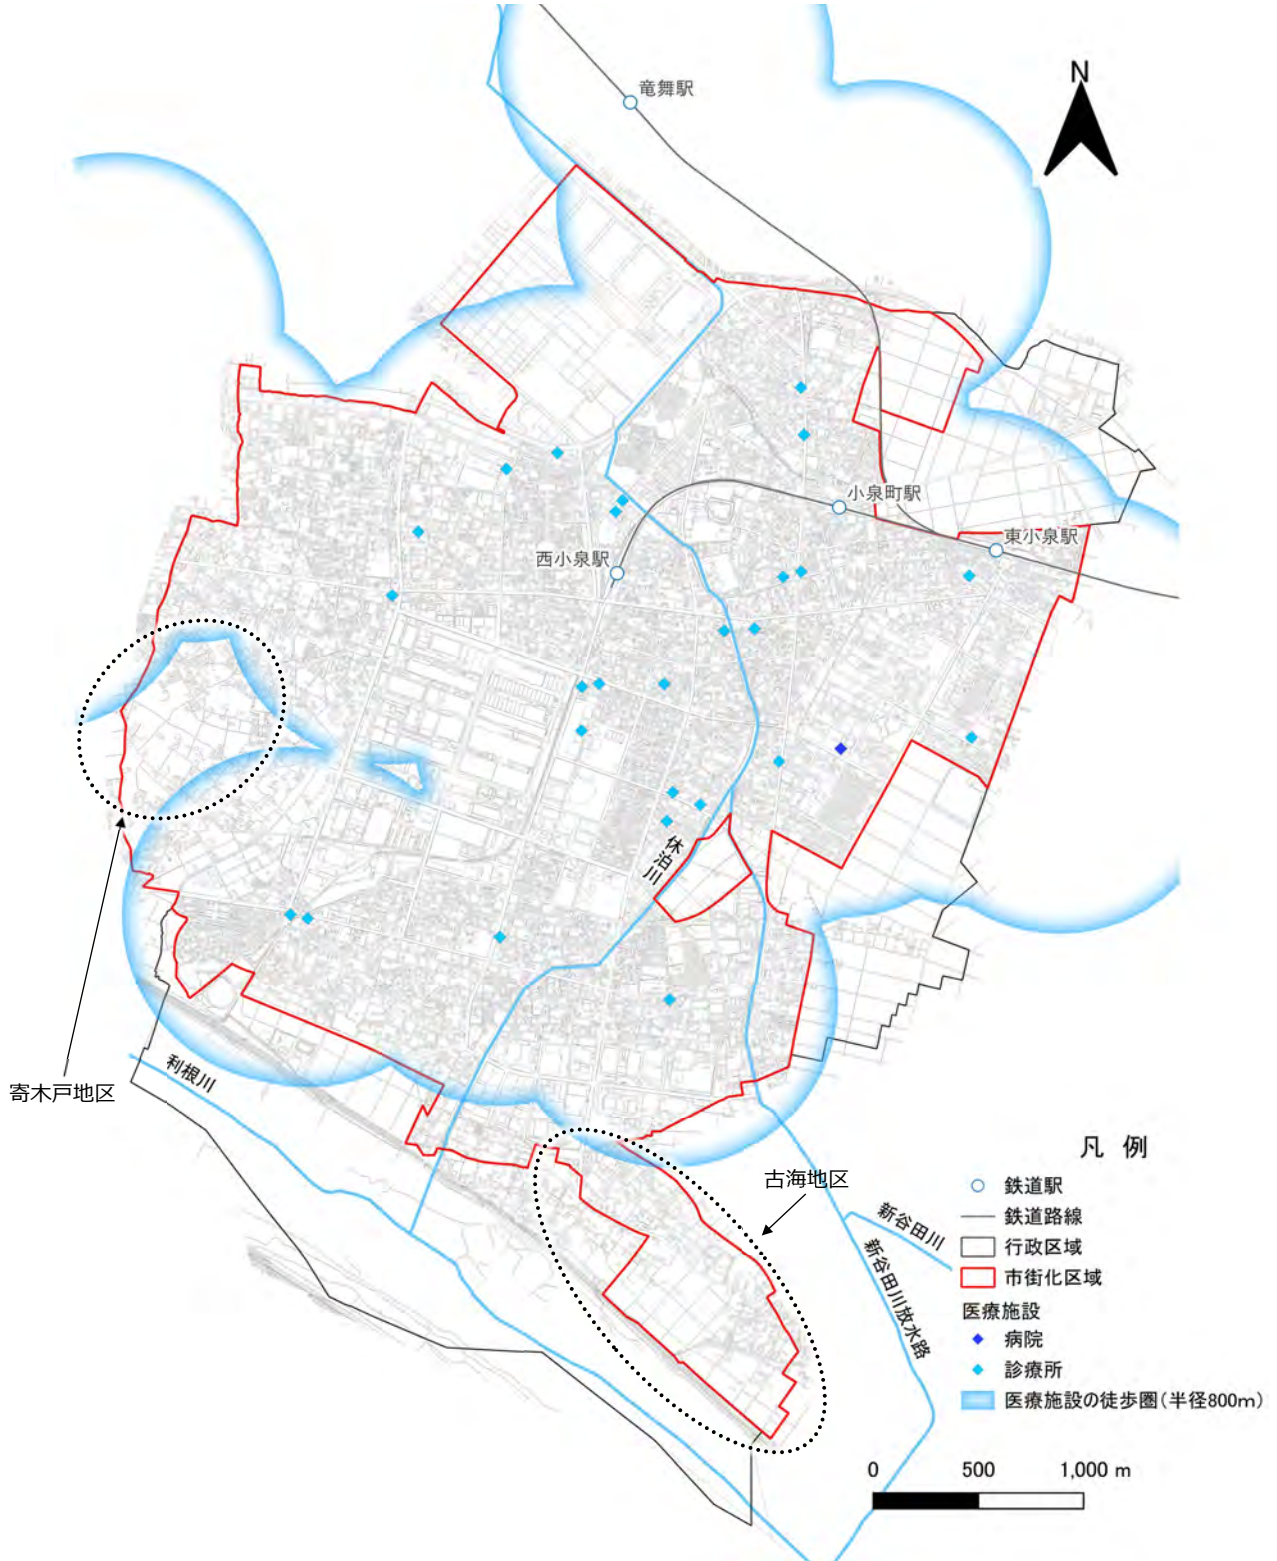 竜舞駅
N
小泉町駅
東小泉駅
西小泉駅
休泊川
利根川
寄木戸地区
古海地区
新谷田川
新谷田川放水路
凡 例
鉄道駅
鉄道路線
行政区域
市街化区域
医療施設
病院
診療所
医療施設の徒歩圏(半径800m)
0 500 1,000 m